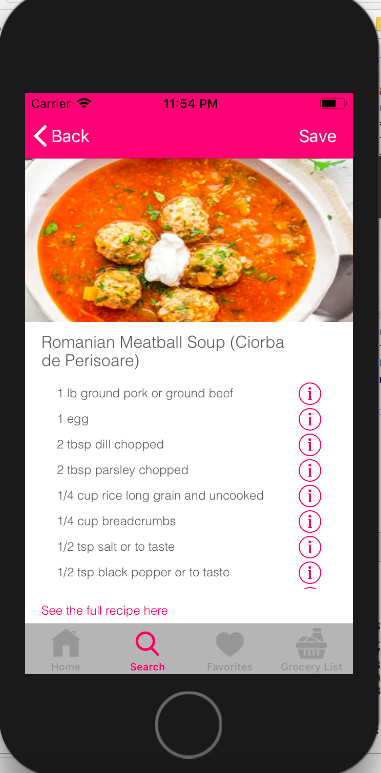 Carrier 11:54 PM
Back Save
Romanian Meatball Soup (Ciorba
de Perisoare)
1 lb ground pork or ground beef
1 egg
2 tbsp dill chopped
2 tbsp parsley chopped
1/4 cup rice long grain and uncooked
1/4 cup breadcrumbs
1/2 tsp salt or to taste
1/2 tsp black pepper or to taste
See the full recipe here
Home Search Favorites Grocery List